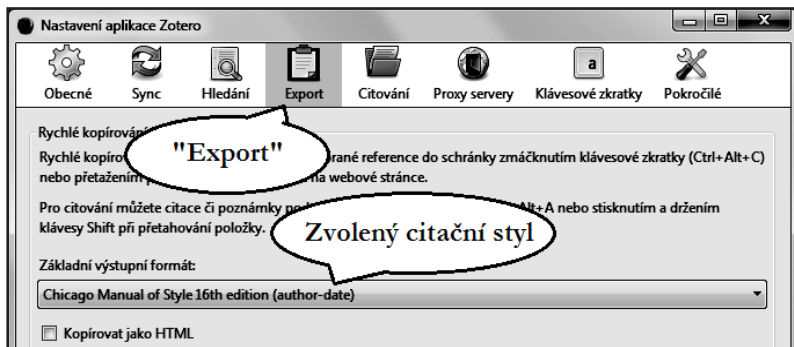 Nastavení aplikace Zotero
Obecné Sync Hledání Export Citování Proxy servery Klávesové zkratky Pokročilé
a
Rychlé kopírování
"Export"
Rychlé kopíro rané reference do schránky zmáčknutím klávesové zkratky (Ctrl+Alt+C)
nebo přetažením na webové stránce.
Pro citování můžete citace či poznámky Alt+A nebo stisknutím a držením
klávesy Shift při přetahování položky.
Zvolený citační styl
Základní výstupní formát:
Chicago Manual of Style 16th edition (author-date)
Kopírovat jako HTML